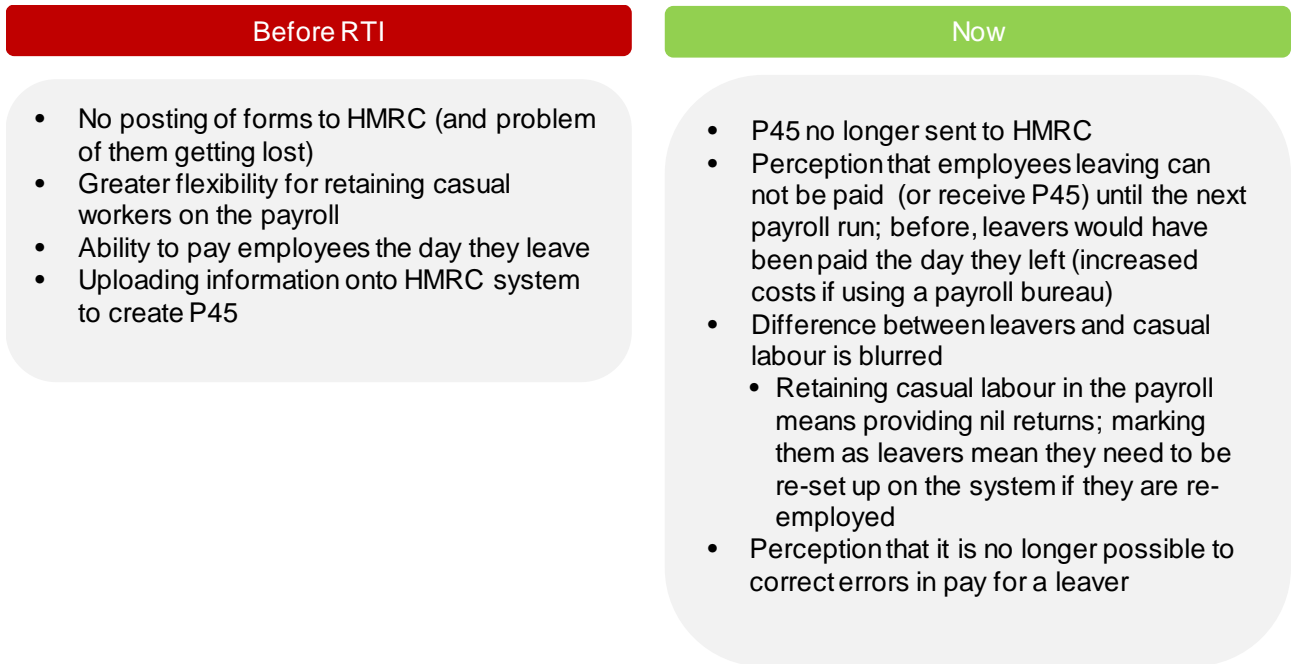 Before RTI
• No posting of forms to HMRC (and problem
of them getting lost)
• Greater flexibility for retaining casual
workers on the payroll
• Ability to pay employees the day they leave
• Uploading information onto HMRC system
to create P45
Now
• P45 no longer sent to HMRC
• Perception that employees leaving can
not be paid (or receive P45) until the next
payroll run; before, leavers would have
been paid the day they left (increased
costs if using a payroll bureau)
• Difference between leavers and casual
labour is blurred
• Retaining casual labour in the payroll
means providing nil returns; marking
them as leavers mean they need to be
re-set up on the system if they are re-
employed
• Perception that it is no longer possible to
correct errors in pay for a leaver